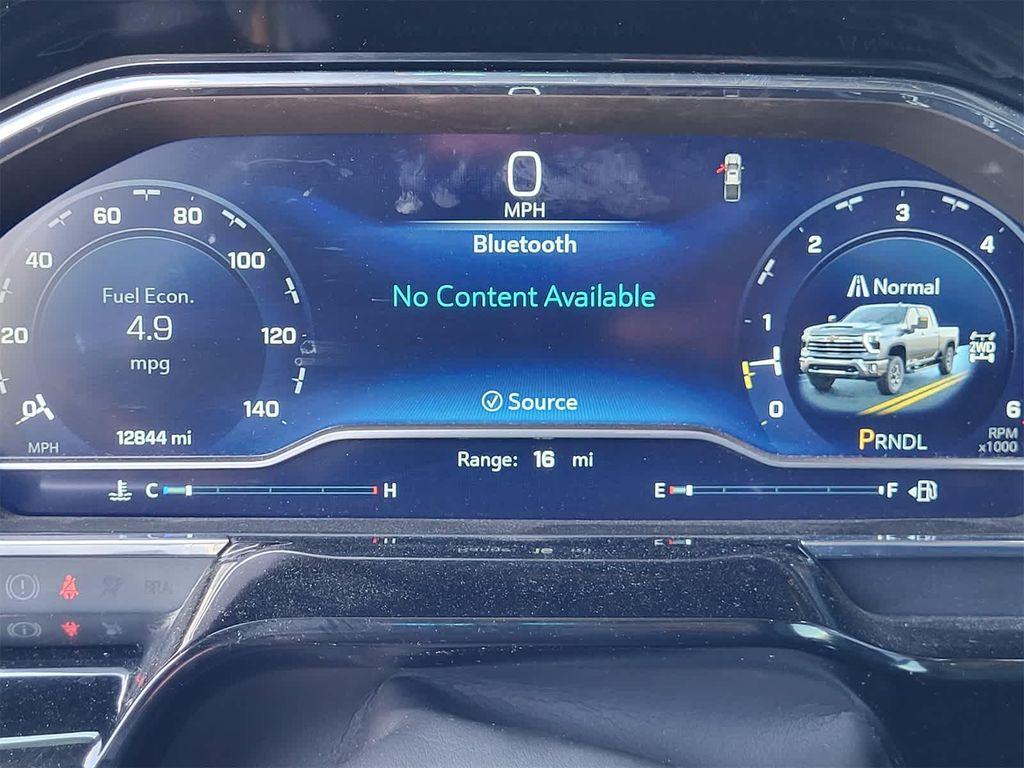 0
MPH
Bluetooth
No Content Available
Source
0
20
40
60
80
100
120
140
MPH
Fuel Econ.
4.9
mpg
12844 mi
0
1
2
3
4
6
RPM
x1000
Normal
2WD
PRNDL
Range: 16 mi
C H
E F